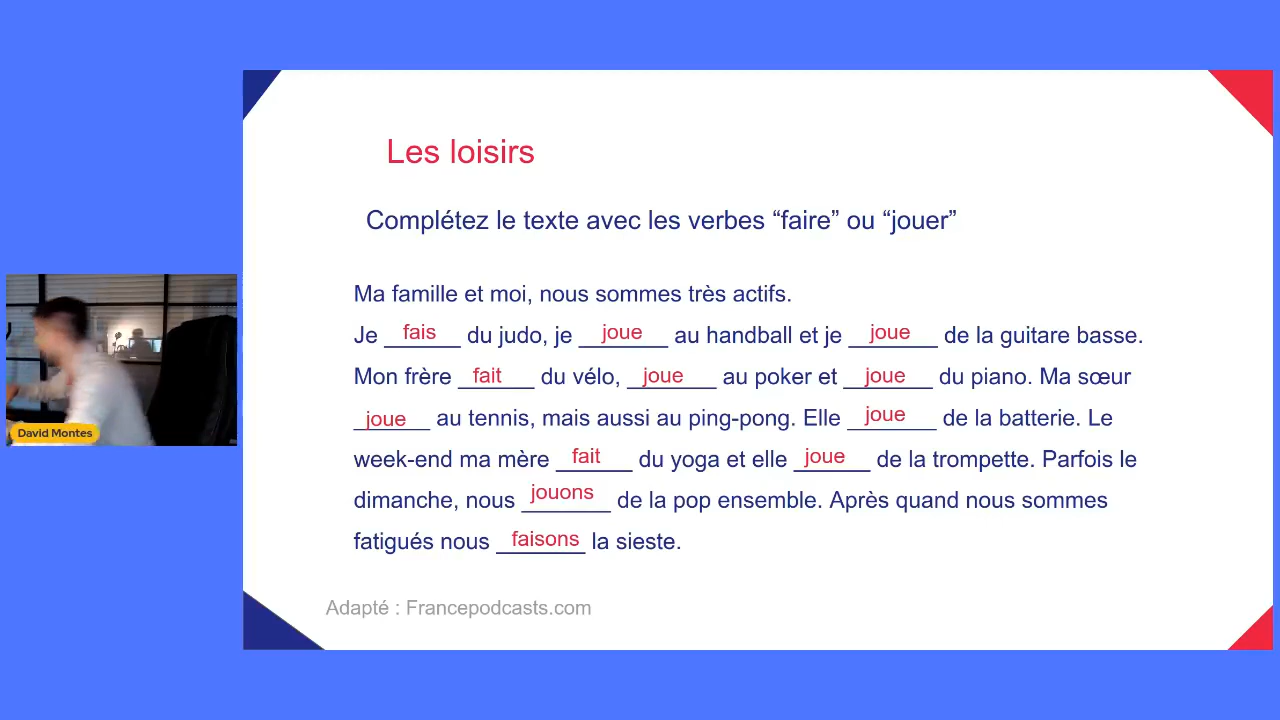 Les loisirs
Complétez le texte avec les verbes “faire” ou “jouer”
Ma famille et moi, nous sommes très actifs.
Je fais du judo, je joue au handball et je joue de la guitare basse.
Mon frère fait du vélo, joue au poker et joue du piano. Ma sœur
joue au tennis, mais aussi au ping-pong. Elle joue de la batterie. Le
week-end ma mère fait du yoga et elle joue de la trompette. Parfois le
dimanche, nous jouons de la pop ensemble. Après quand nous sommes
fatigués nous faisons la sieste.
Adapté : Francepodcasts.com
David Montes